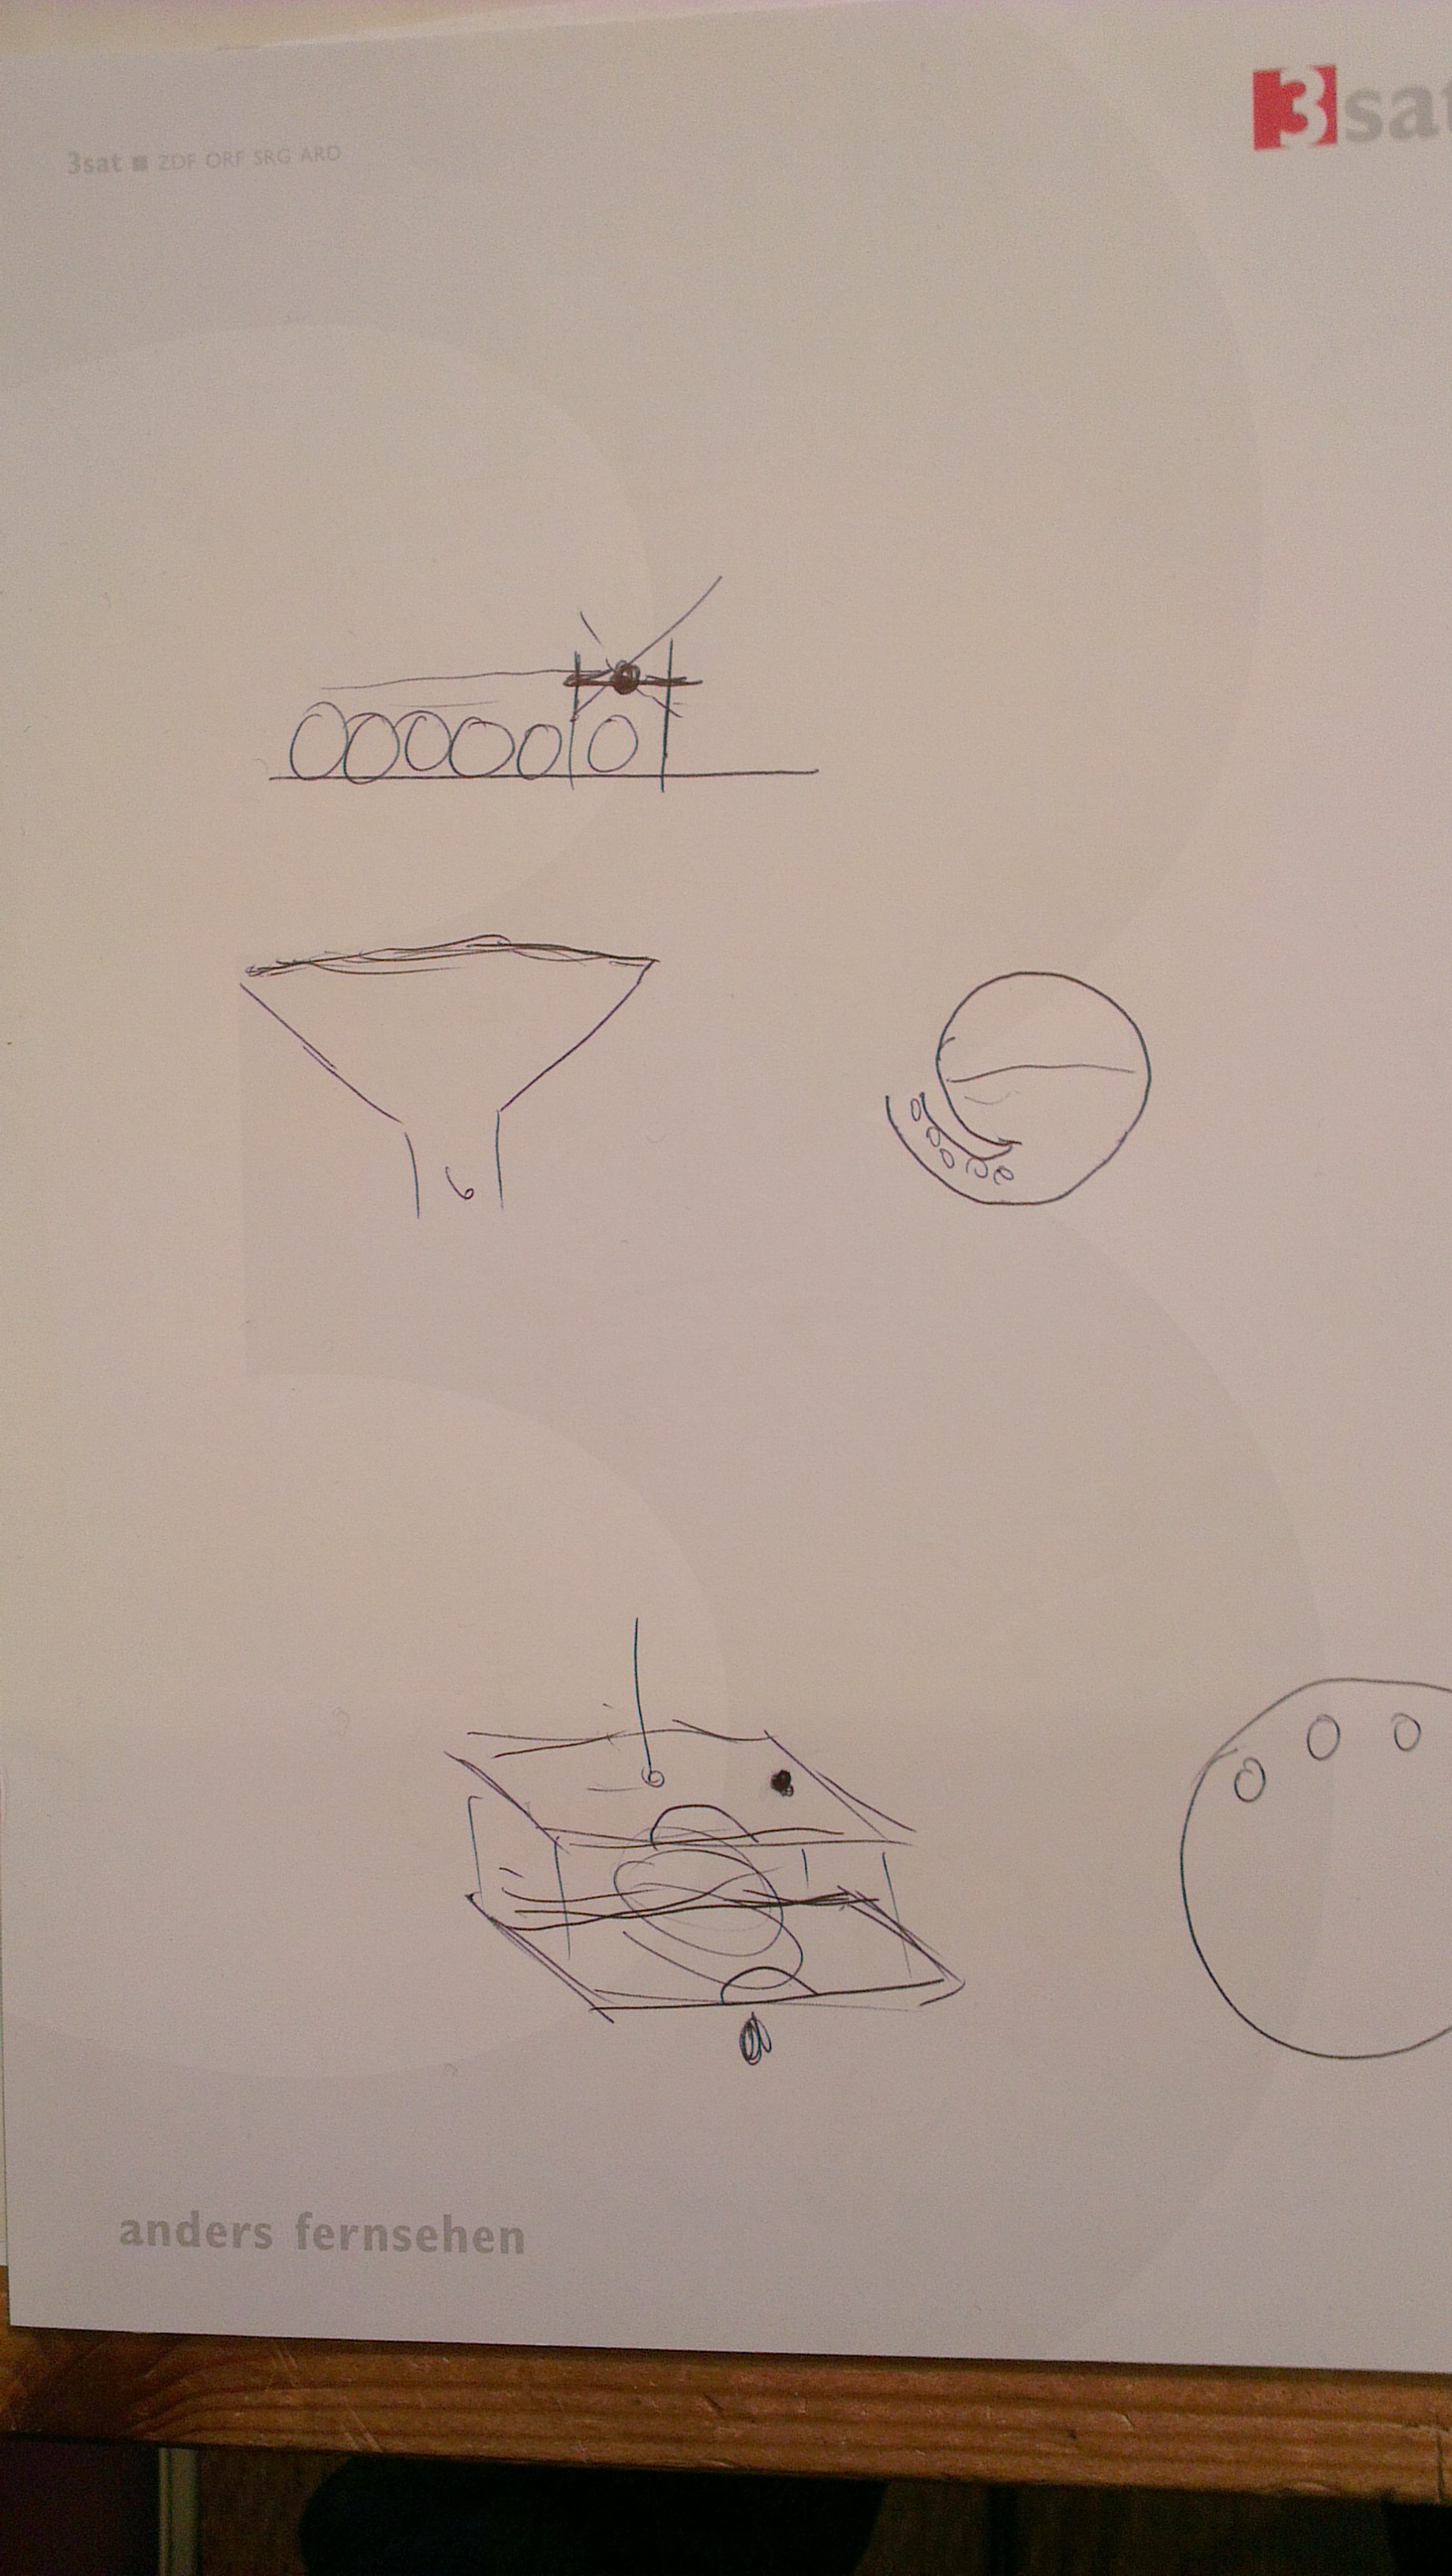 3sat
3sat ■ ZDF ORF SRG ARD
anders fernsehen